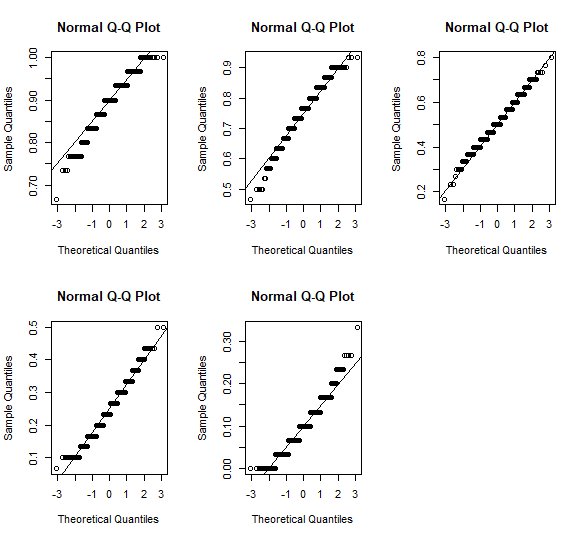 Normal Q-Q Plot
Sample Quantiles
0.70 0.80 0.90 1.00
-3 -1 0 1 2 3
Theoretical Quantiles
Normal Q-Q Plot
Sample Quantiles
0.5 0.6 0.7 0.8 0.9
-3 -1 0 1 2 3
Theoretical Quantiles
Normal Q-Q Plot
Sample Quantiles
0.2 0.4 0.6 0.8
-3 -1 0 1 2 3
Theoretical Quantiles
Normal Q-Q Plot
Sample Quantiles
0.1 0.2 0.3 0.4 0.5
-3 -1 0 1 2 3
Theoretical Quantiles
Normal Q-Q Plot
Sample Quantiles
0.00 0.10 0.20 0.30
-3 -1 0 1 2 3
Theoretical Quantiles